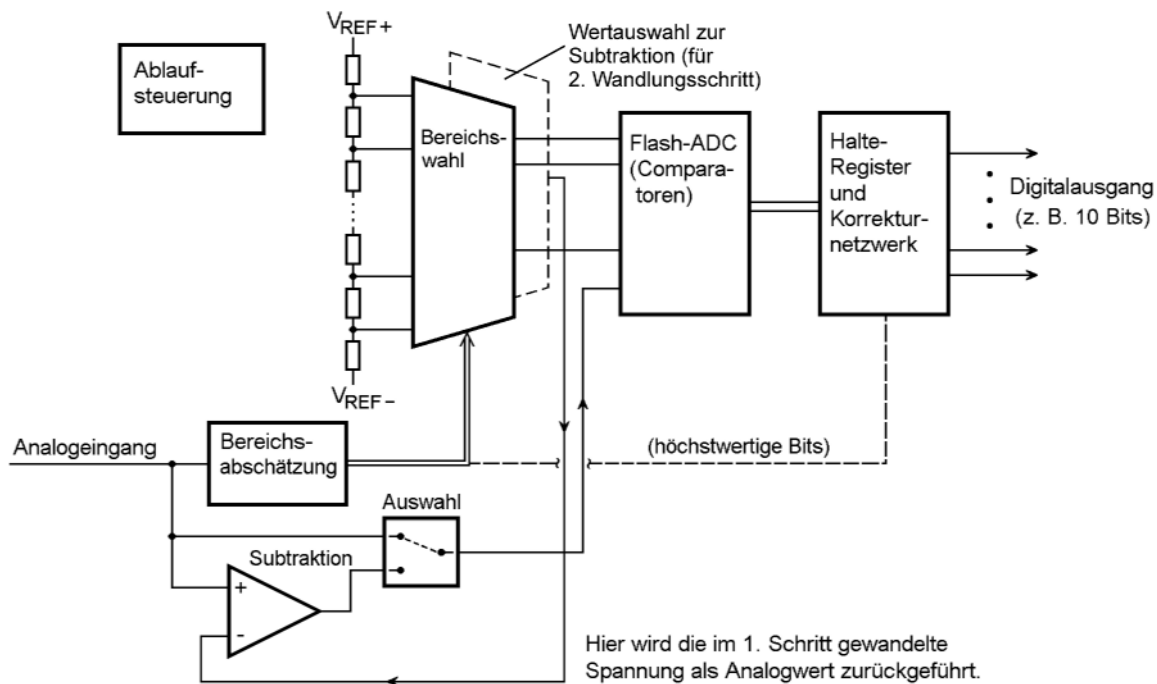 VREF+
Wertauswahl zur
Subtraktion (für
2. Wandlungsschritt)
Ablauf-
steuerung
Bereichs-
wahl
Flash-ADC
(Compara-
toren)
Halte-
Register
und
Korrektur-
netzwerk
Digitalausgang
(z. B. 10 Bits)
VREF–
Analogeingang
Bereichs-
abschätzung
(höchstwertige Bits)
Auswahl
Subtraktion
+
-
Hier wird die im 1. Schritt gewandelte
Spannung als Analogwert zurückgeführt.